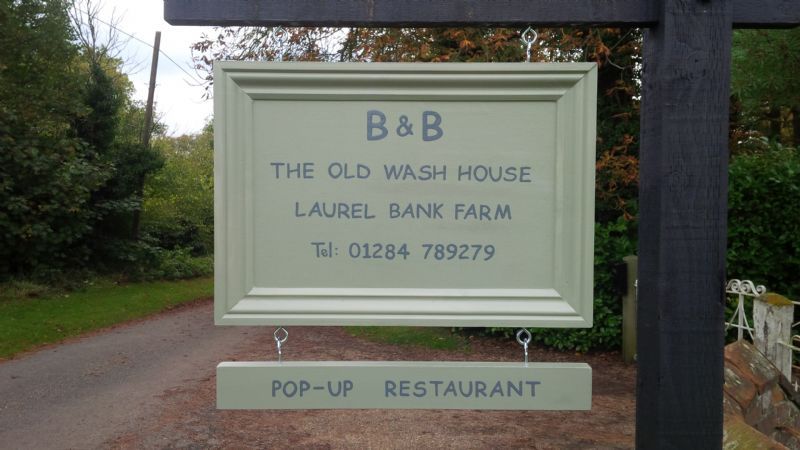 B & B
THE OLD WASH HOUSE
LAUREL BANK FARM
Tel: 01284 789279
POP-UP RESTAURANT